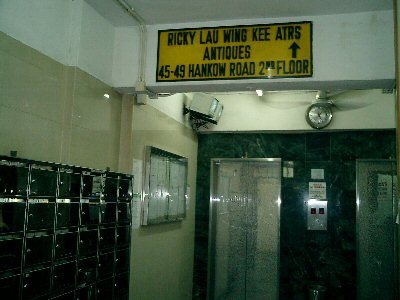 RICKY LAU WING KEE ATRS
ANTIQUES
45-49 HANKOW ROAD 2ND FLOOR